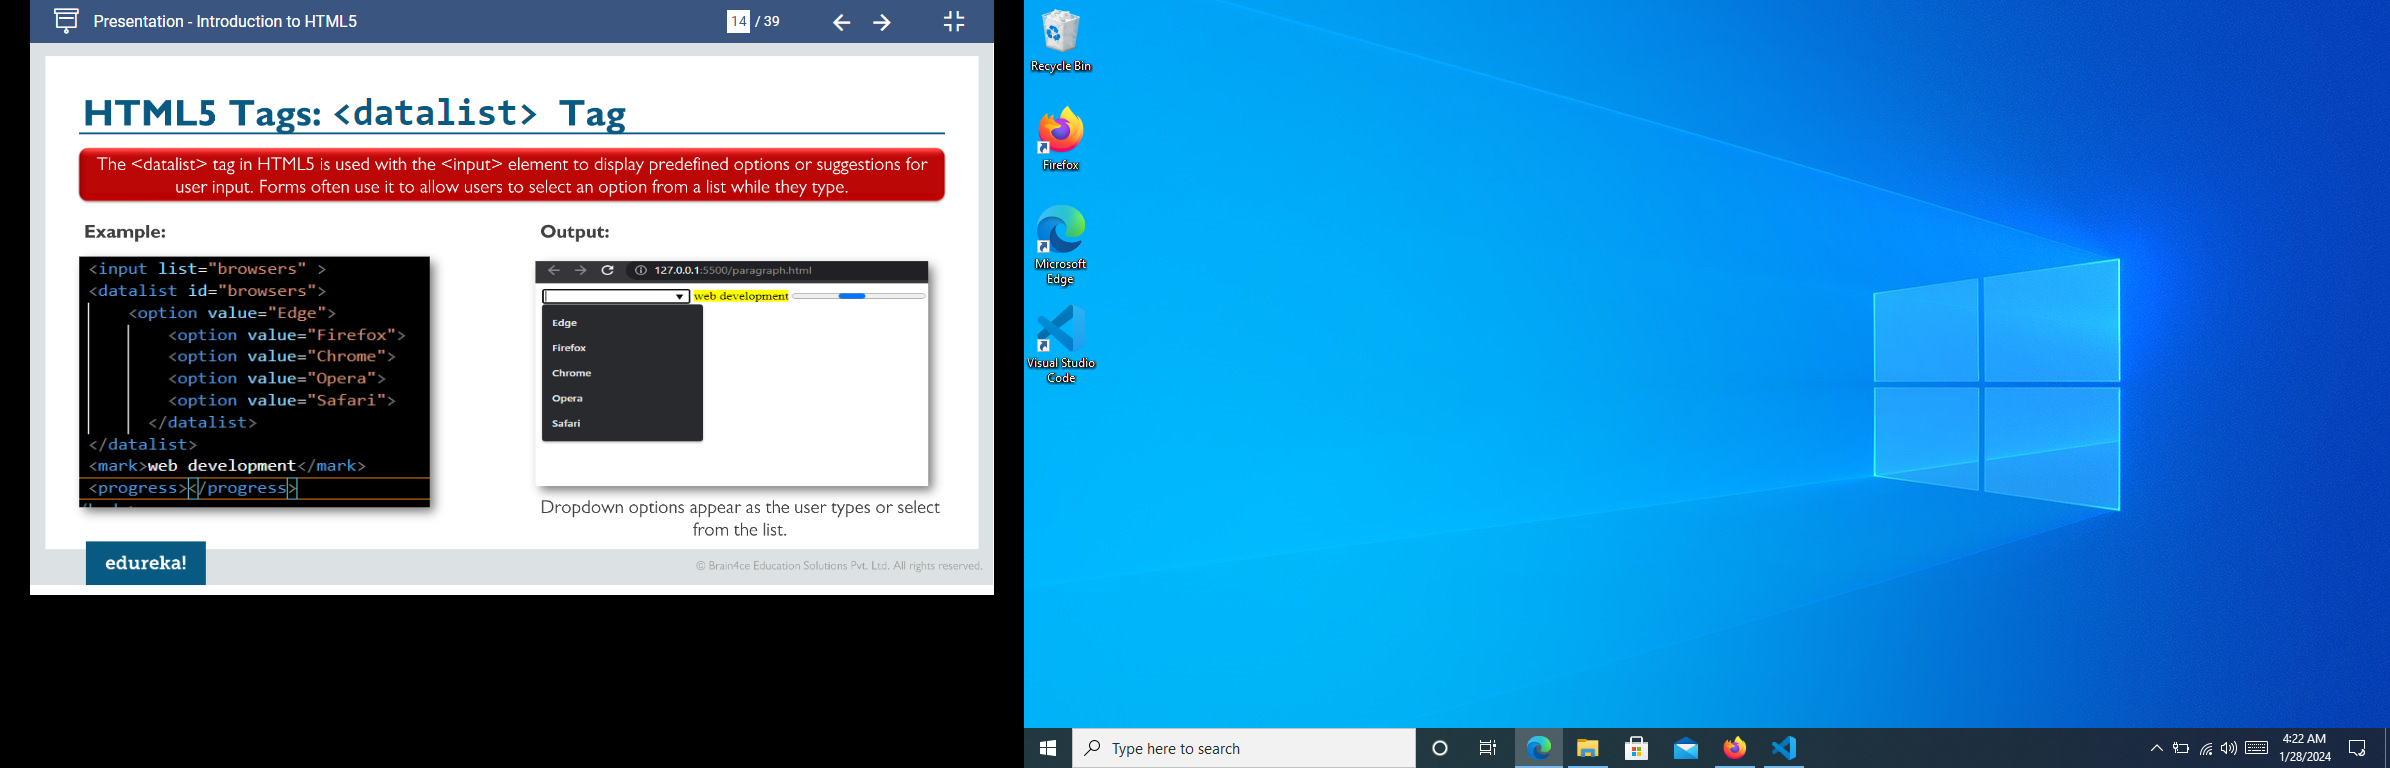 Presentation - Introduction to HTML5
14 / 39
HTML5 Tags: <datalist> Tag
The <datalist> tag in HTML5 is used with the <input> element to display predefined options or suggestions for
user input. Forms often use it to allow users to select an option from a list while they type.
Example:
<input list="browsers" >
<datalist id="browsers">
<option value="Edge">
<option value="Firefox">
<option value="Chrome">
<option value="Opera">
<option value="Safari">
</datalist>
</datalist>
<mark>web development</mark>
<progress></progress>
Output:
127.0.0.1:5500/paragraph.html
web development
Edge
Firefox
Chrome
Opera
Safari
Dropdown options appear as the user types or select
from the list.
edureka!
© Brain4ce Education Solutions Pvt. Ltd. All rights reserved.
Recycle Bin
Firefox
Microsoft
Edge
Visual Studio
Code
Type here to search
4:22 AM
1/28/2024